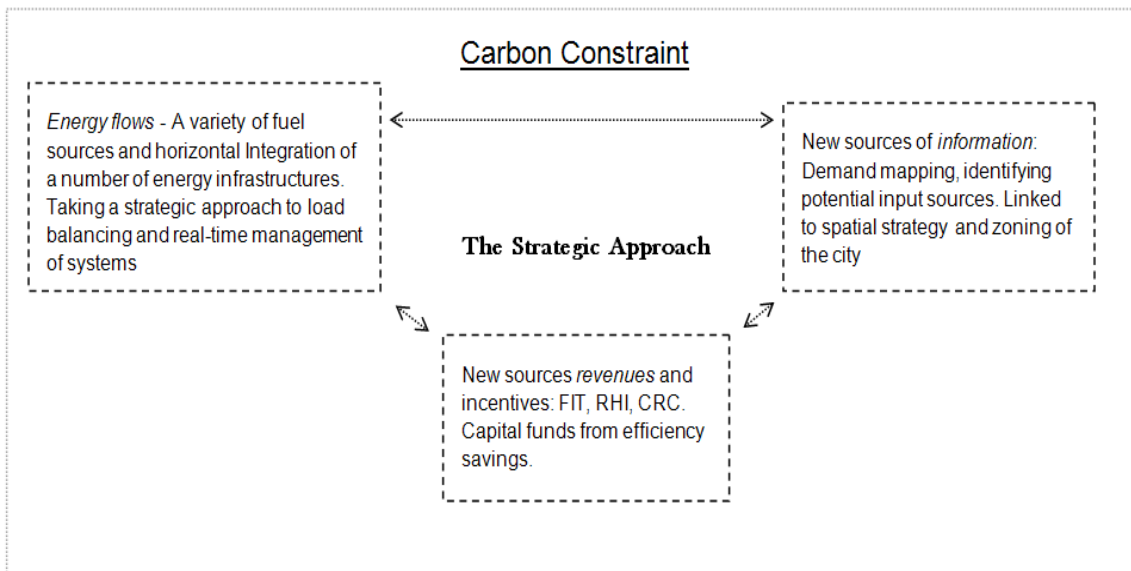 Carbon Constraint
Energy flows - A variety of fuel
sources and horizontal Integration of
a number of energy infrastructures.
Taking a strategic approach to load
balancing and real-time management
of systems
New sources of information:
Demand mapping, identifying
potential input sources. Linked
to spatial strategy and zoning of
the city
The Strategic Approach
New sources revenues and
incentives: FIT, RHI, CRC.
Capital funds from efficiency
savings.